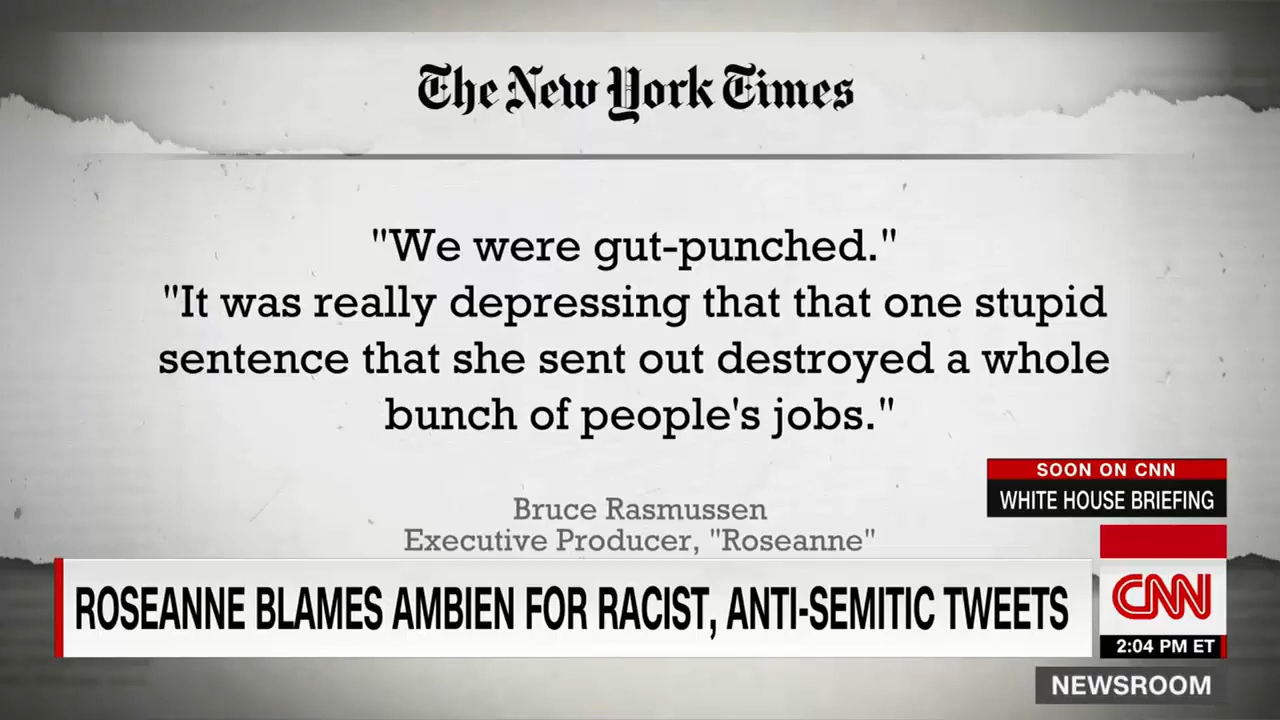 The New York Times
"We were gut-punched."
"It was really depressing that that one stupid
sentence that she sent out destroyed a whole
bunch of people's jobs."
Bruce Rasmussen
Executive Producer, "Roseanne"
SOON ON CNN
WHITE HOUSE BRIEFING
ROSEANNE BLAMES AMBIEN FOR RACIST, ANTI-SEMITIC TWEETS
CNN
2:04 PM ET
NEWSROOM